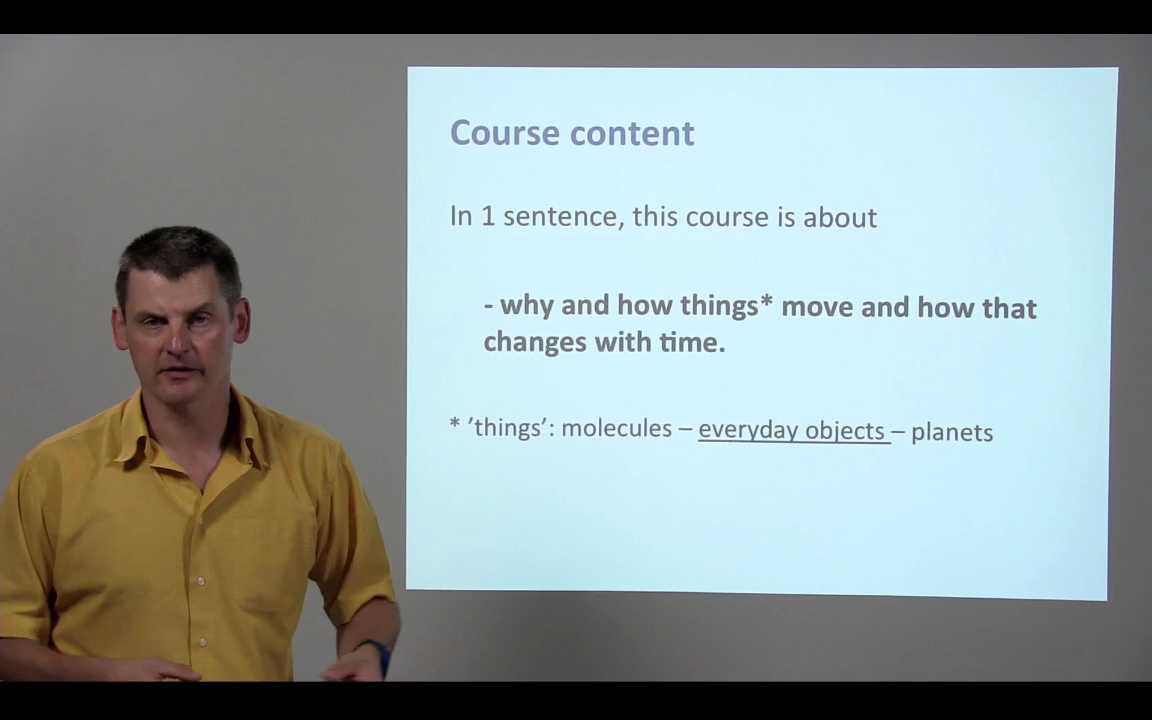 Course content
In 1 sentence, this course is about
- why and how things* move and how that
changes with time.
* ’things’: molecules – everyday objects – planets